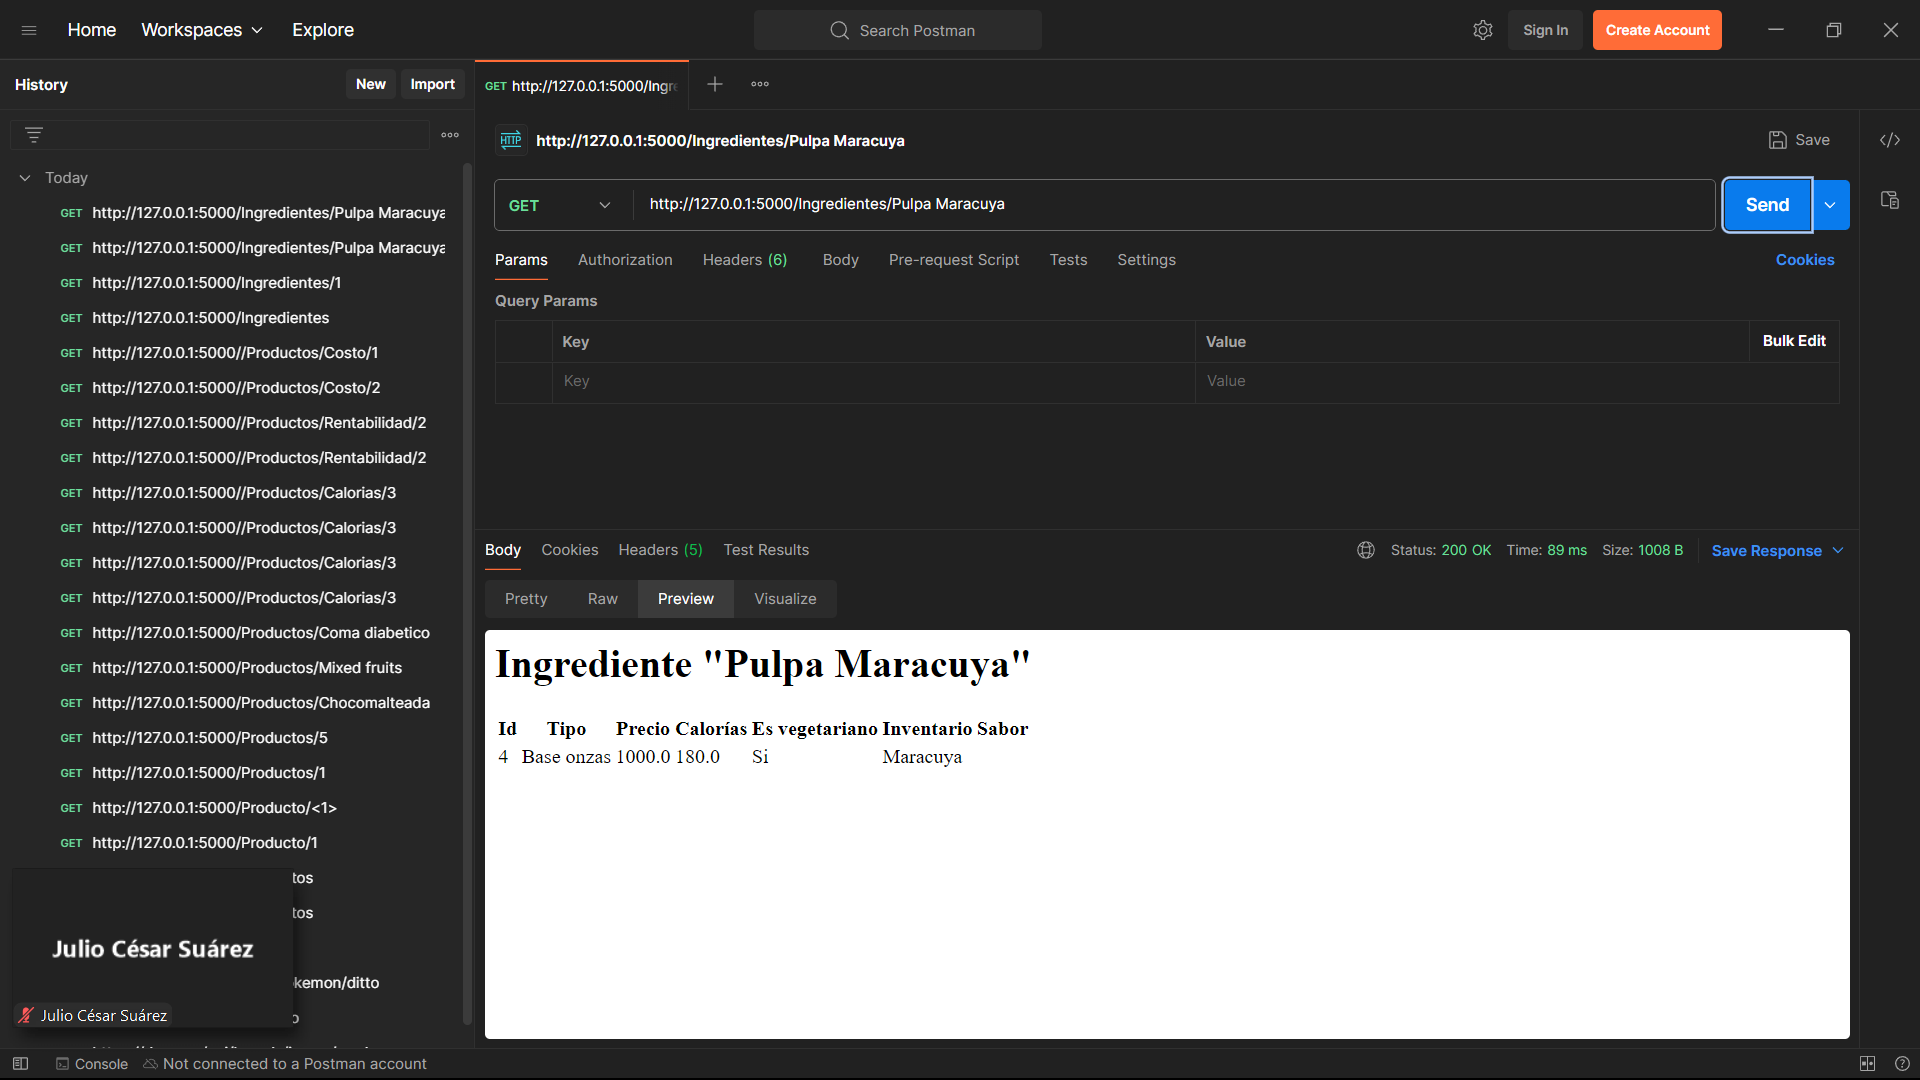 Home Workspaces Explore Search Postman Sign In Create Account
History New Import
GET http://127.0.0.1:5000/Ingre
HTTP http://127.0.0.1:5000/Ingredientes/Pulpa Maracuya Save
Today
GET http://127.0.0.1:5000/Ingredientes/Pulpa Maracuya
GET http://127.0.0.1:5000/Ingredientes/Pulpa Maracuya
GET http://127.0.0.1:5000/Ingredientes/1
GET http://127.0.0.1:5000/Ingredientes
GET http://127.0.0.1:5000//Productos/Costo/1
GET http://127.0.0.1:5000//Productos/Costo/2
GET http://127.0.0.1:5000//Productos/Rentabilidad/2
GET http://127.0.0.1:5000//Productos/Rentabilidad/2
GET http://127.0.0.1:5000//Productos/Calorias/3
GET http://127.0.0.1:5000//Productos/Calorias/3
GET http://127.0.0.1:5000//Productos/Calorias/3
GET http://127.0.0.1:5000//Productos/Calorias/3
GET http://127.0.0.1:5000/Productos/Coma diabetico
GET http://127.0.0.1:5000/Productos/Mixed fruits
GET http://127.0.0.1:5000/Productos/Chocomalteada
GET http://127.0.0.1:5000/Productos/5
GET http://127.0.0.1:5000/Productos/1
GET http://127.0.0.1:5000/Producto/<1>
GET http://127.0.0.1:5000/Producto/1
tos
tos
kemon/ditto
o
Julio César Suárez
Julio César Suárez
GET http://127.0.0.1:5000/Ingredientes/Pulpa Maracuya Send
Params Authorization Headers (6) Body Pre-request Script Tests Settings Cookies
Query Params
Key Value Bulk Edit
Key Value
Body Cookies Headers (5) Test Results Status: 200 OK Time: 89 ms Size: 1008 B Save Response
Pretty Raw Preview Visualize
Ingrediente "Pulpa Maracuya"
Id Tipo Precio Calorías Es vegetariano Inventario Sabor
4 Base onzas 1000.0 180.0 Si Maracuya
Console Not connected to a Postman account